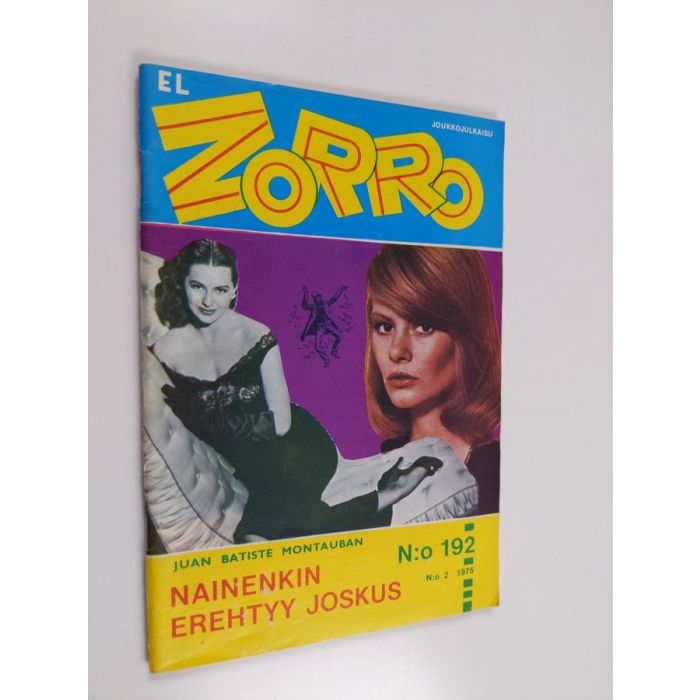 EL
ZORRO
JOUKKOJULKAISU
JUAN BATISTE MONTAUBAN
N:o 192
N:o 2 1975
NAINENKIN
EREHTYY JOSKUS